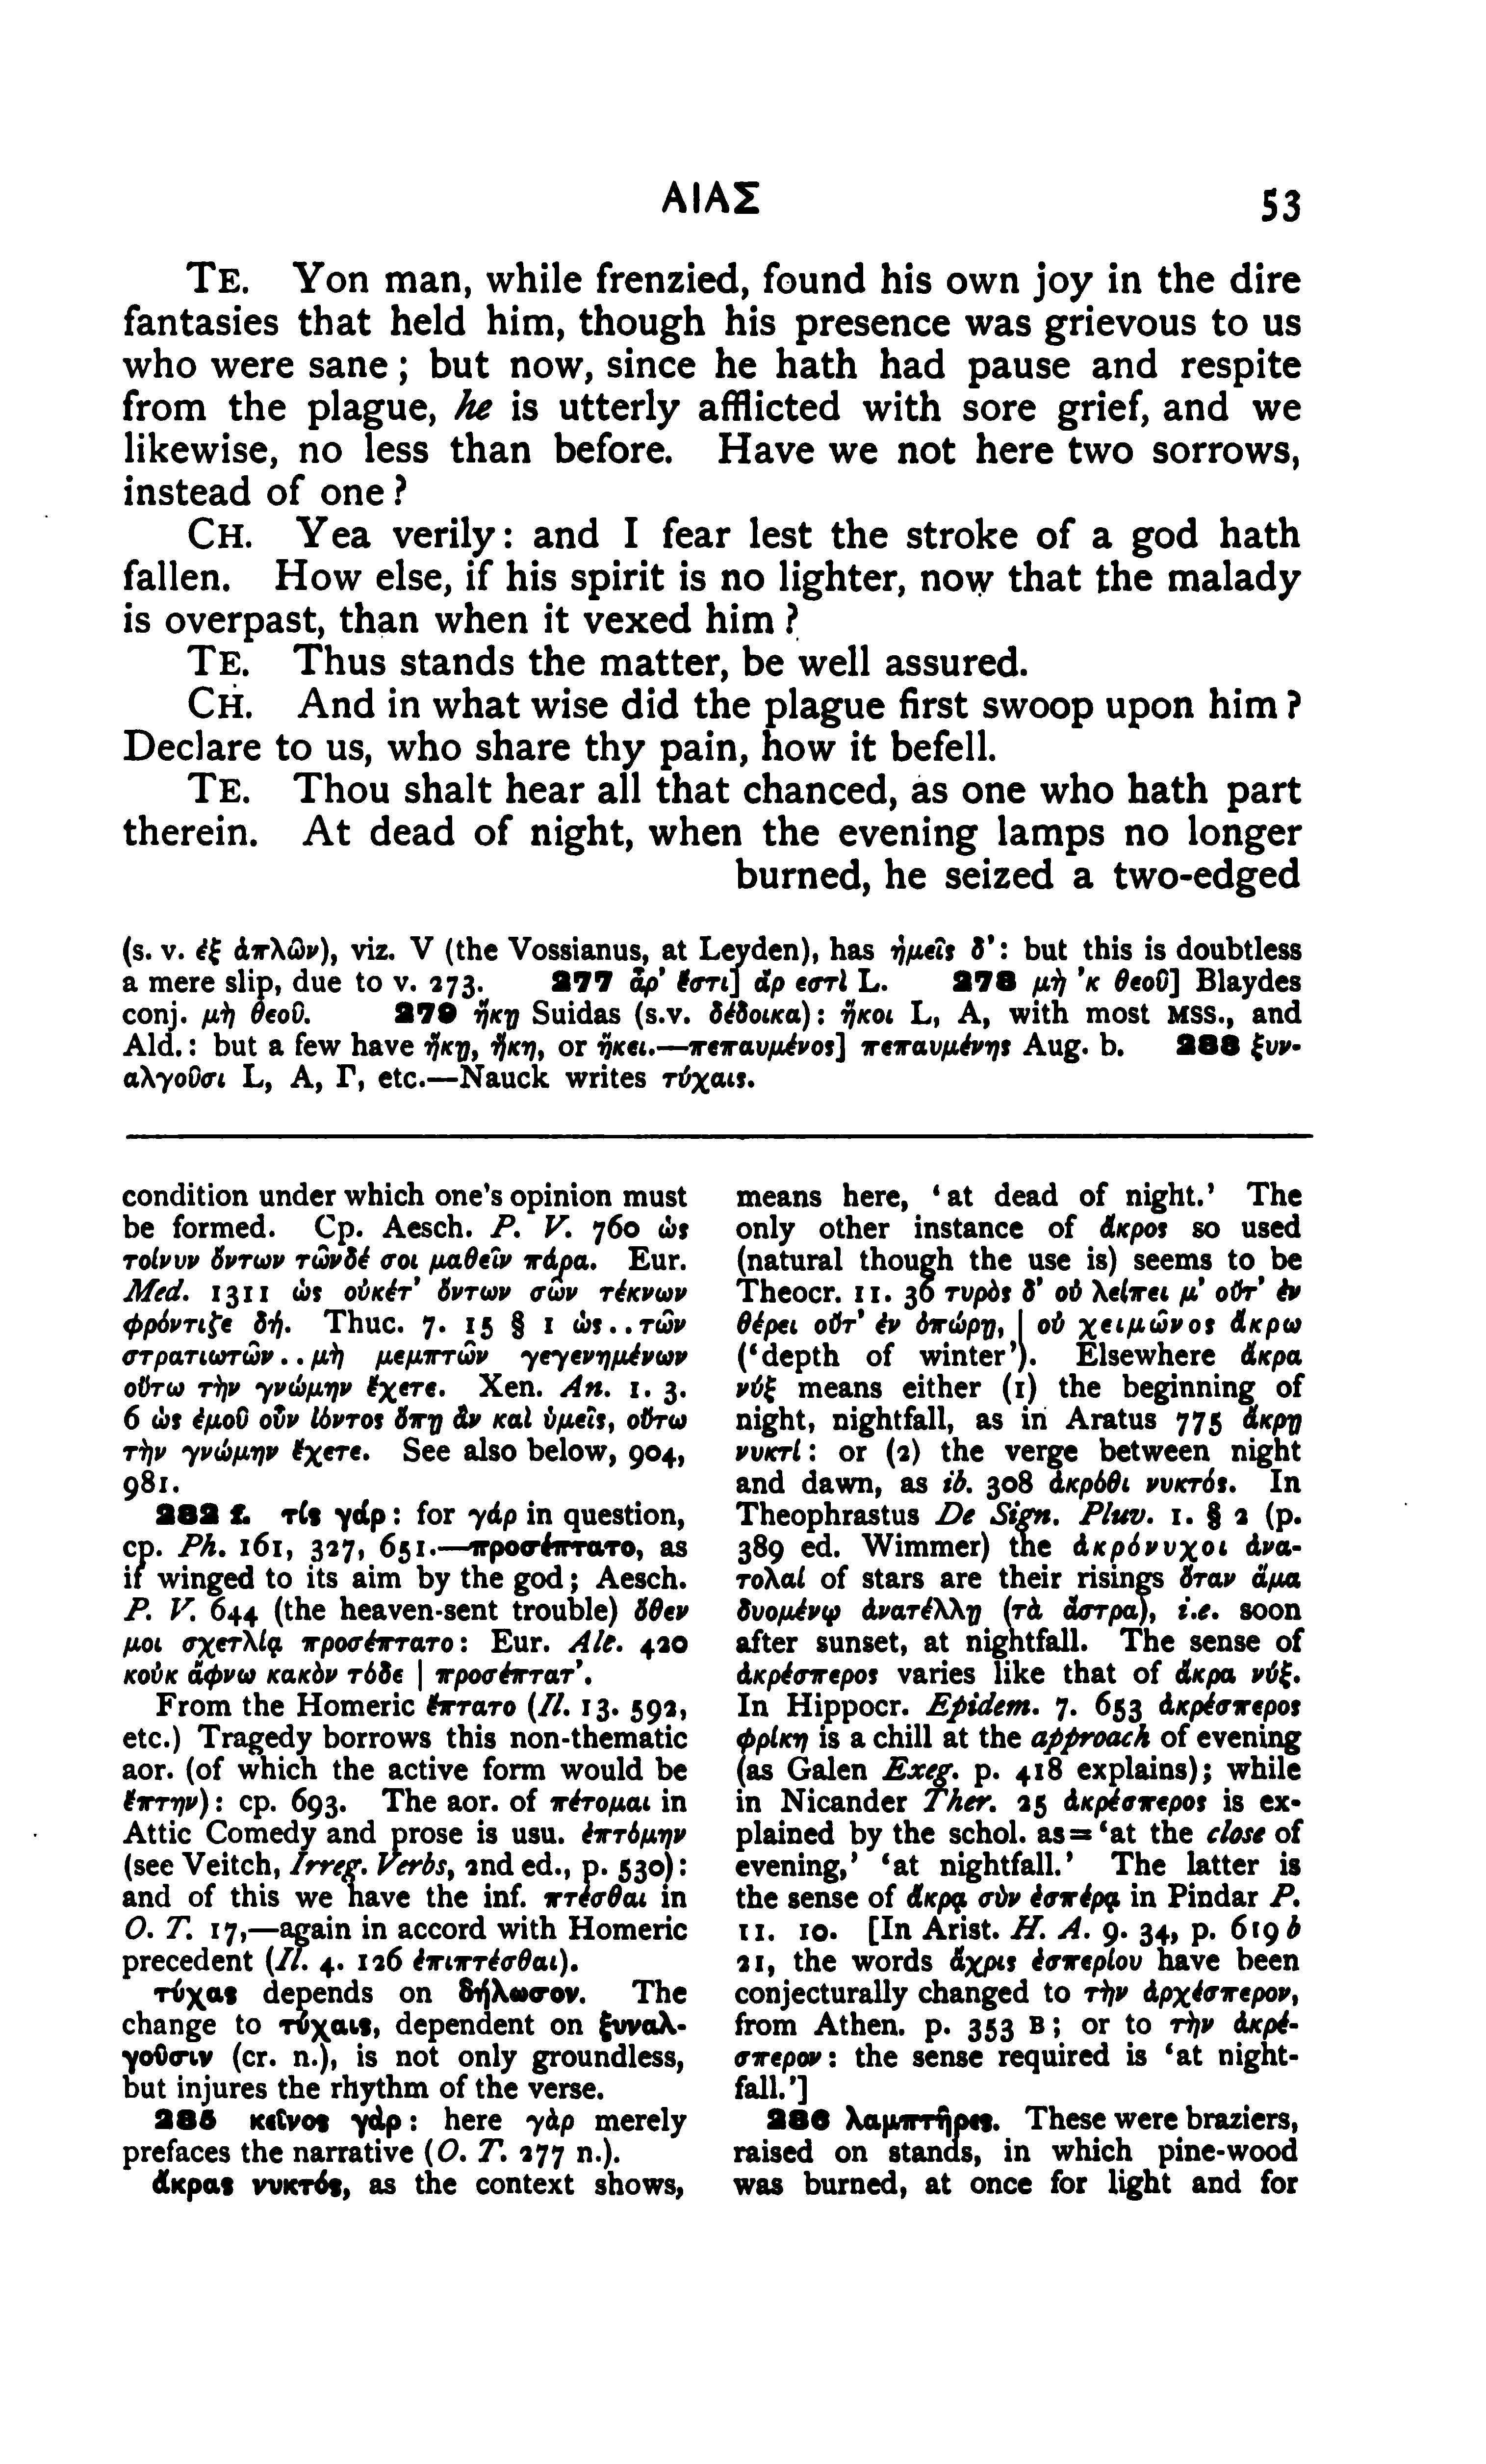 ΑΙΑΣ
53
TE. Yon man, while frenzied, found his own joy in the dire
fantasies that held him, though his presence was grievous to us
who were sane; but now, since he hath had pause and respite
from the plague, he is utterly afflicted with sore grief, and we
likewise, no less than before. Have we not here two sorrows,
instead of one?
CH. Yea verily: and I fear lest the stroke of a god hath
fallen. How else, if his spirit is no lighter, now that the malady
is overpast, than when it vexed him?
TE. Thus stands the matter, be well assured.
CH. And in what wise did the plague first swoop upon him?
Declare to us, who share thy pain, how it befell.
TE. Thou shalt hear all that chanced, as one who hath part
therein. At dead of night, when the evening lamps no longer
burned, he seized a two-edged
(s. v. ἐξ ἁπλῶν), viz. V (the Vossianus, at Leyden), has ἡμεῖς δ': but this is doubtless
a mere slip, due to v. 273. 277 ἆρ' ἔστι] ἄρ εστὶ L. 278 μὴ 'κ θεοῦ] Blaydes
conj. μὴ θεοῦ. 279 ἥκῃ Suidas (s.v. δέδοικα): ἥκοι L, A, with most MSS., and
Ald.: but a few have ἥκῃ, ἥκη, or ἥκει.—πεπαυμένος] πεπαυμένης Aug. b. 283 ξυν-
αλγοῦσι L, A, Γ, etc.—Nauck writes τύχαις.
condition under which one's opinion must
be formed. Cp. Aesch. P. V. 760 ὡς
τοίνυν ὄντων τῶνδέ σοι μαθεῖν πάρα. Eur.
Med. 1311 ὡς οὐκέτ' ὄντων σῶν τέκνων
φρόντιζε δή. Thuc. 7. 15 § 1 ὡς..τῶν
στρατιωτῶν..μὴ μεμπτῶν γεγενημένων
οὕτω τὴν γνώμην ἔχετε. Xen. An. 1. 3.
6 ὡς ἐμοῦ οὖν ἰόντος ὅπῃ ἂν καὶ ὑμεῖς, οὕτω
τὴν γνώμην ἔχετε. See also below, 904,
981.
282 f. τίς γάρ: for γάρ in question,
cp. Ph. 161, 327, 651.—προσέπτατο, as
if winged to its aim by the god; Aesch.
P. V. 644 (the heaven-sent trouble) ὅθεν
μοι σχετλίᾳ προσέπτατο: Eur. Alc. 420
κοὐκ ἄφνω κακὸν τόδε | προσέπτατ'.
From the Homeric ἔπτατο (Il. 13. 592,
etc.) Tragedy borrows this non-thematic
aor. (of which the active form would be
ἔπτην): cp. 693. The aor. of πέτομαι in
Attic Comedy and prose is usu. ἐπτόμην
(see Veitch, Irreg. Verbs, 2nd ed., p. 530):
and of this we have the inf. πτέσθαι in
O. T. 17,—again in accord with Homeric
precedent (Il. 4. 126 ἐπιπτέσθαι).
τύχας depends on δήλωσον. The
change to τύχαις, dependent on ξυναλ-
γοῦσιν (cr. n.), is not only groundless,
but injures the rhythm of the verse.
285 κεῖνος γάρ: here γὰρ merely
prefaces the narrative (O. T. 277 n.).
ἄκρας νυκτός, as the context shows,
means here, 'at dead of night.' The
only other instance of ἄκρος so used
(natural though the use is) seems to be
Theocr. 11. 36 τυρὸς δ' οὐ λείπει μ' οὔτ' ἐν
θέρει οὔτ' ἐν ὀπώρῃ, | οὐ χειμῶνος ἄκρω
('depth of winter'). Elsewhere ἄκρα
νύξ means either (1) the beginning of
night, nightfall, as in Aratus 775 ἄκρῃ
νυκτί: or (2) the verge between night
and dawn, as ib. 308 ἀκρόθι νυκτός. In
Theophrastus De Sign. Pluv. 1. § 2 (p.
389 ed. Wimmer) the ἀκρόνυχοι ἀνα-
τολαί of stars are their risings ὅταν ἅμα
δυομένῳ ἀνατέλλῃ (τὰ ἄστρα), i.e. soon
after sunset, at nightfall. The sense of
ἀκρέσπερος varies like that of ἄκρα νύξ.
In Hippocr. Epidem. 7. 653 ἀκρέσπερος
φρίκη is a chill at the approach of evening
(as Galen Exeg. p. 418 explains); while
in Nicander Ther. 25 ἀκρέσπερος is ex-
plained by the schol. as='at the close of
evening,' 'at nightfall.' The latter is
the sense of ἄκρᾳ σὺν ἑσπέρᾳ in Pindar P.
11. 10. [In Arist. H. A. 9. 34, p. 619 b
21, the words ἄχρις ἑσπερίου have been
conjecturally changed to τὴν ἀρχέσπερον,
from Athen. p. 353 B; or to τὴν ἀκρέ-
σπερον: the sense required is 'at night-
fall.']
286 λαμπτῆρες. These were braziers,
raised on stands, in which pine-wood
was burned, at once for light and for